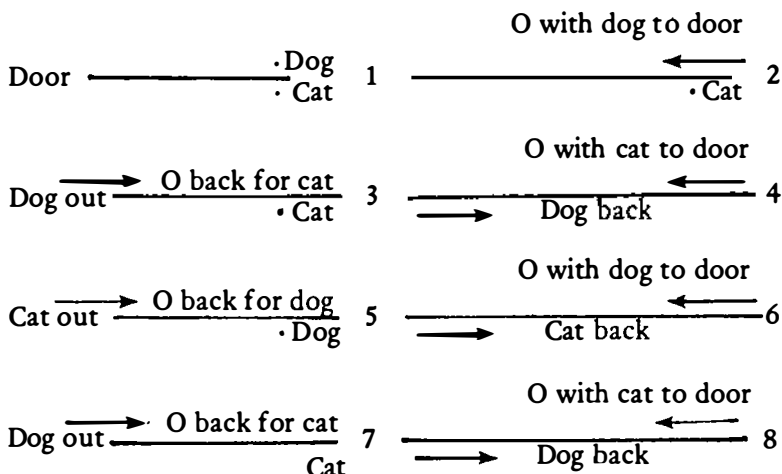 O with dog to door
Door · Dog 1 2
· Cat · Cat
O with cat to door
Dog out O back for cat 3 4
· Cat Dog back
O with dog to door
Cat out O back for dog 5 6
· Dog Cat back
O with cat to door
Dog out O back for cat 7 8
Cat Dog back